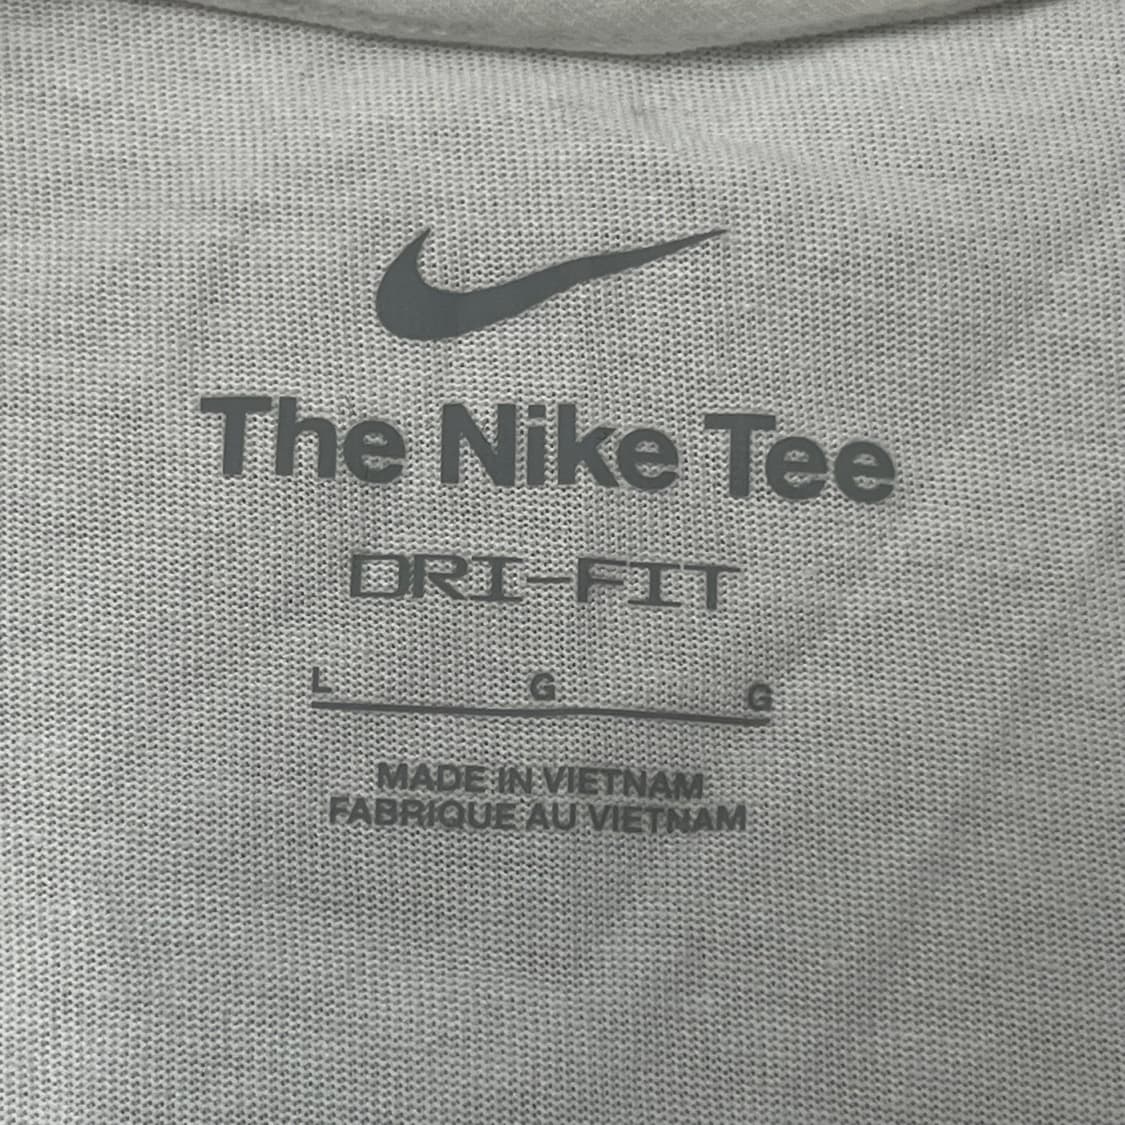 The Nike Tee
DRI-FIT
L G G
MADE IN VIETNAM
FABRIQUE AU VIETNAM